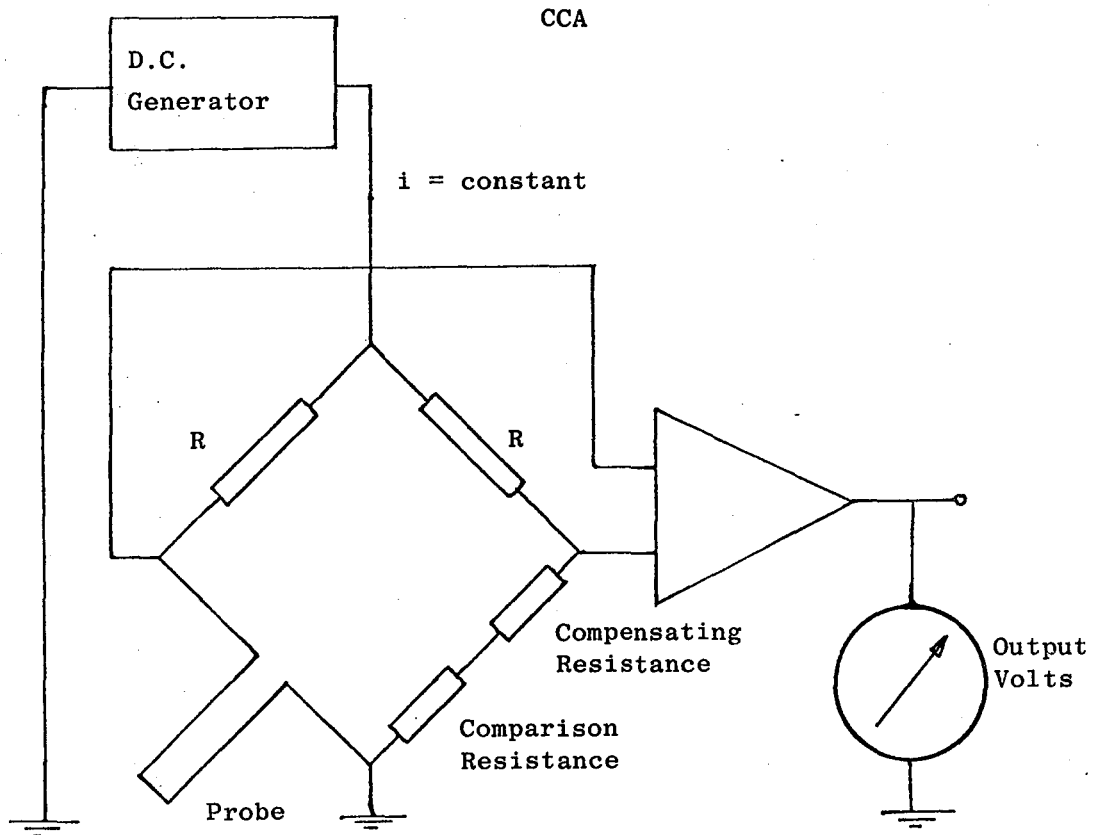 CCA
D.C.
Generator
i = constant
R
R
Compensating
Resistance
Output
Volts
Comparison
Resistance
Probe